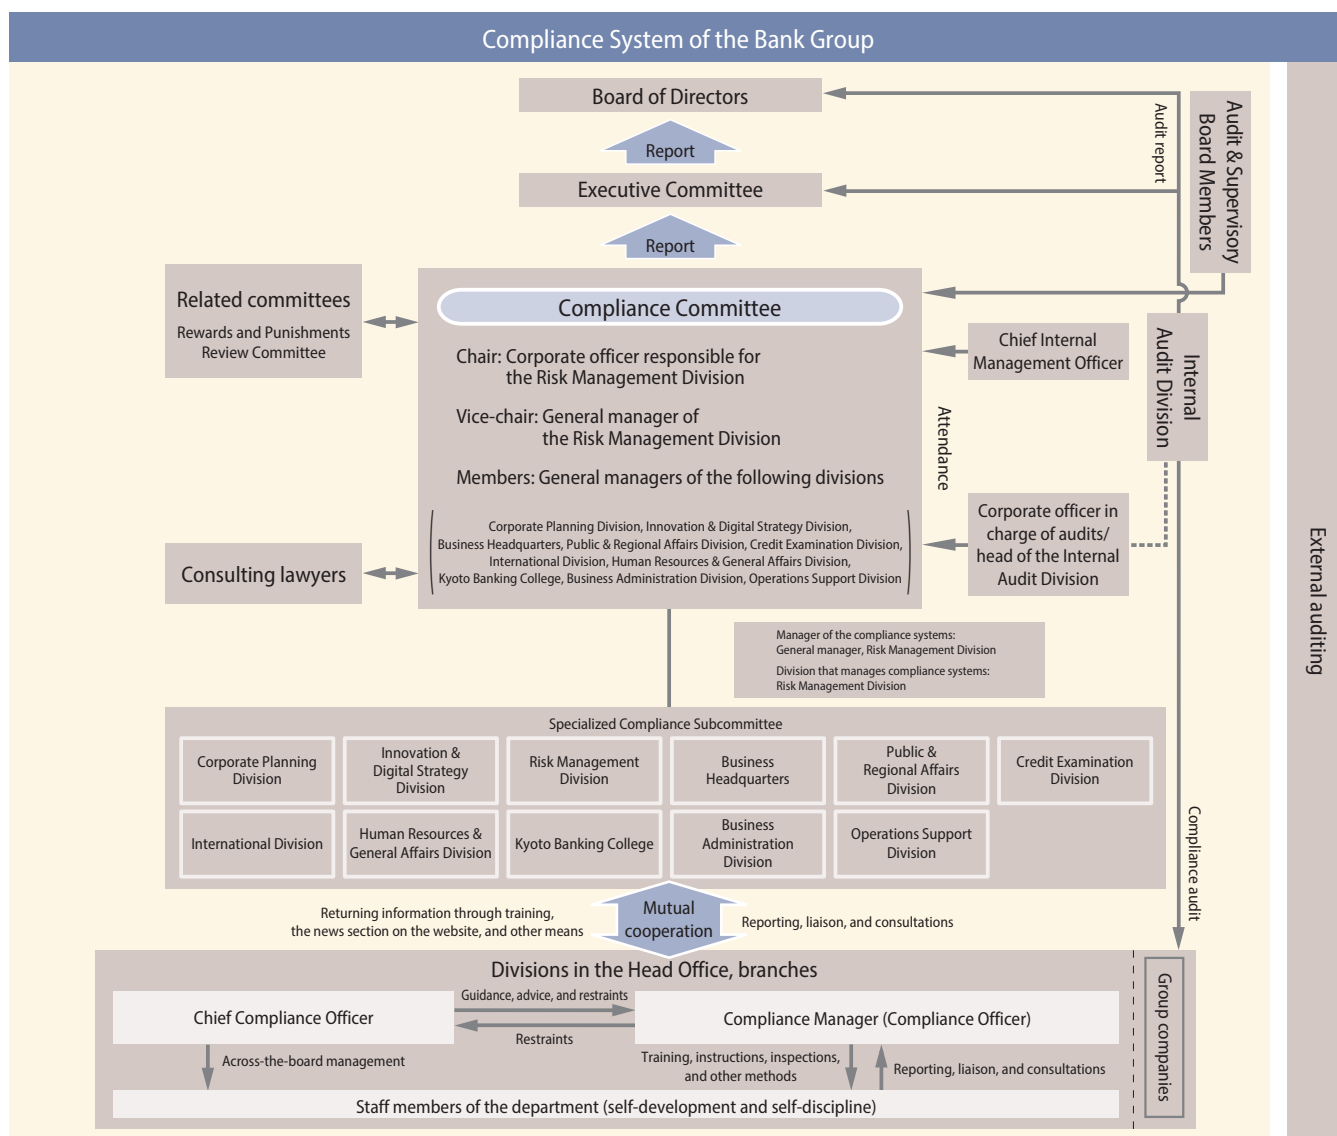 Compliance System of the Bank Group
Board of Directors
Report
Executive Committee
Report
Audit report
Audit & Supervisory
Board Members
Related committees
Rewards and Punishments
Review Committee
Compliance Committee
Chair: Corporate officer responsible for
the Risk Management Division
Vice-chair: General manager of
the Risk Management Division
Members: General managers of the following divisions
Corporate Planning Division, Innovation & Digital Strategy Division,
Business Headquarters, Public & Regional Affairs Division, Credit Examination Division,
International Division, Human Resources & General Affairs Division,
Kyoto Banking College, Business Administration Division, Operations Support Division
Chief Internal
Management Officer
Internal
Audit Division
Attendance
Corporate officer in
charge of audits/
head of the Internal
Audit Division
Consulting lawyers
External auditing
Manager of the compliance systems:
General manager, Risk Management Division
Division that manages compliance systems:
Risk Management Division
Specialized Compliance Subcommittee
Corporate Planning
Division
Innovation &
Digital Strategy
Division
Risk Management
Division
Business
Headquarters
Public &
Regional Affairs
Division
Credit Examination
Division
International Division
Human Resources &
General Affairs Division
Kyoto Banking College
Business
Administration
Division
Operations Support
Division
Compliance audit
Returning information through training,
the news section on the website, and other means
Mutual
cooperation
Reporting, liaison, and consultations
Divisions in the Head Office, branches
Chief Compliance Officer
Guidance, advice, and restraints
Restraints
Compliance Manager (Compliance Officer)
Across-the-board management
Training, instructions, inspections,
and other methods
Reporting, liaison, and consultations
Staff members of the department (self-development and self-discipline)
Group companies